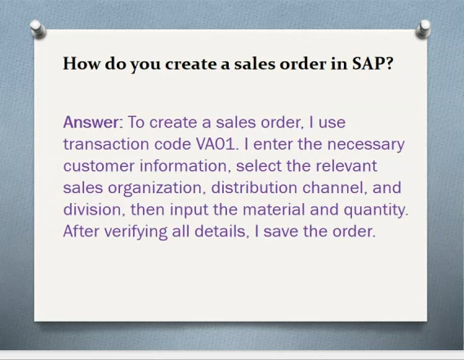 How do you create a sales order in SAP?
Answer: To create a sales order, I use
transaction code VA01. I enter the necessary
customer information, select the relevant
sales organization, distribution channel, and
division, then input the material and quantity.
After verifying all details, I save the order.